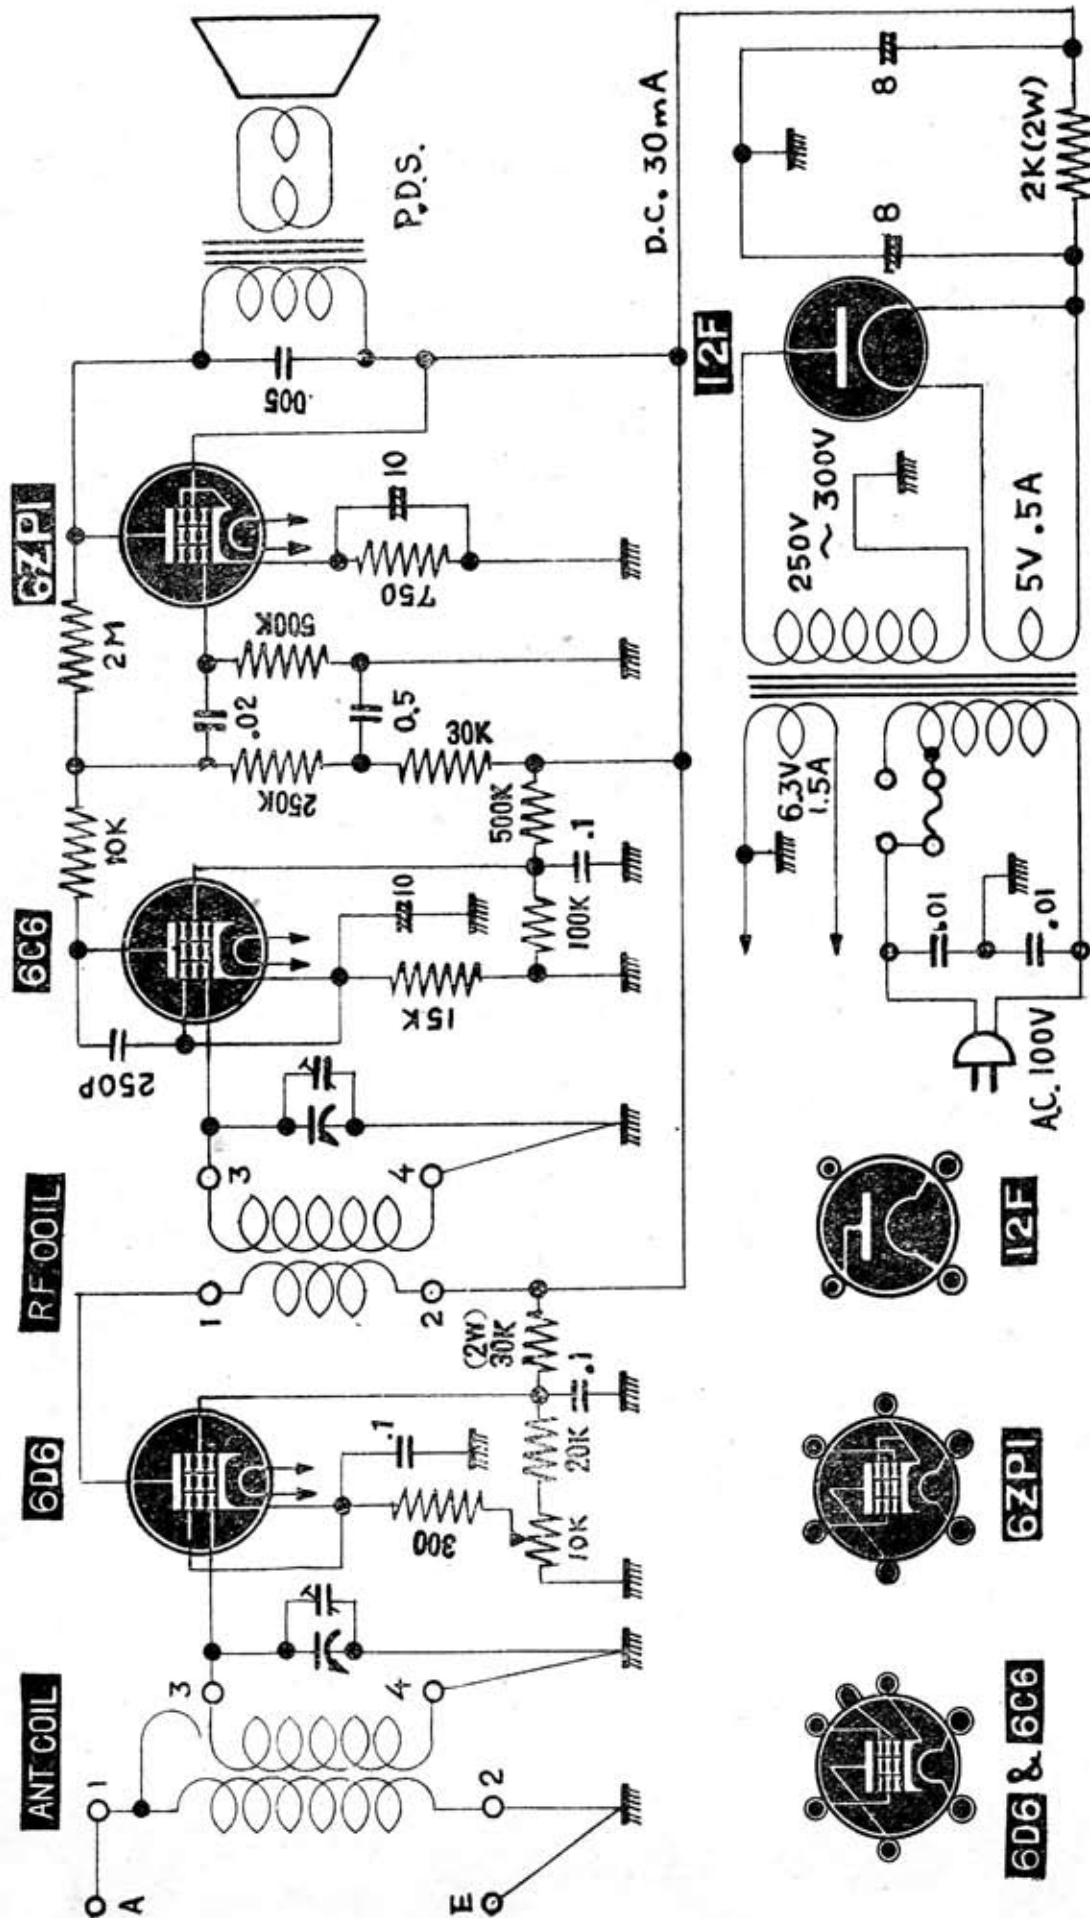 ANT. COIL
6D6
RF. COIL
6C6
6ZP1
A
1
3
4
2
E
300
.1
10K
20K
.1
(2W)
30K
1
2
3
4
250P
10K
15K
10
100K
500K
.1
2M
250K
.02
500K
0.5
30K
750
10
.005
P.D.S.
D.C. 30mA
12F
AC. 100V
.01
.01
6.3V
1.5A
250V
~ 300V
5V .5A
8
8
2K(2W)
6D6 & 6C6
6ZP1
12F